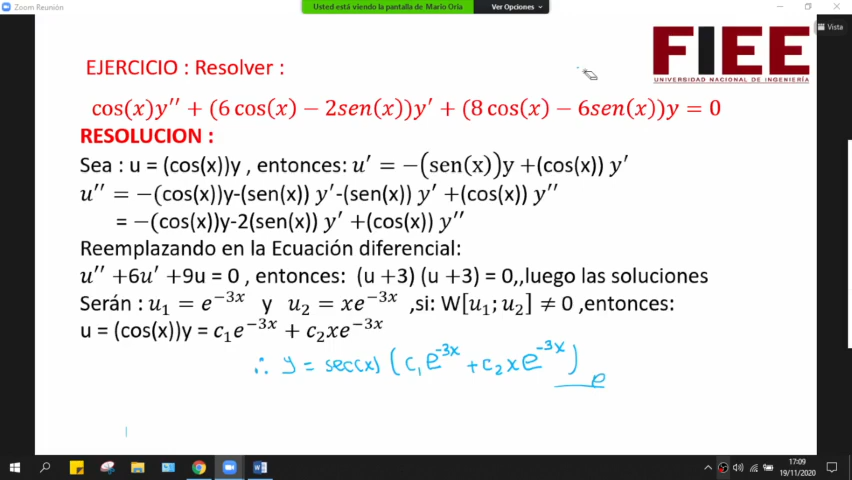 Zoom Reunión
Usted está viendo la pantalla de Mario Oria
Ver Opciones
Vista
FIEE
UNIVERSIDAD NACIONAL DE INGENIERÍA
EJERCICIO : Resolver :
cos(x)y′′ + (6 cos(x) − 2sen(x))y′ + (8 cos(x) − 6sen(x))y = 0
RESOLUCION :
Sea : u = (cos(x))y , entonces: u′ = −(sen(x))y +(cos(x)) y′
u′′ = −(cos(x))y-(sen(x)) y′-(sen(x)) y′ +(cos(x)) y′′
= −(cos(x))y-2(sen(x)) y′ +(cos(x)) y′′
Reemplazando en la Ecuación diferencial:
u′′ +6u′ +9u = 0 , entonces: (u +3) (u +3) = 0,,luego las soluciones
Serán : u₁ = e⁻³ˣ y u₂ = xe⁻³ˣ ,si: W[u₁; u₂] ≠ 0 ,entonces:
u = (cos(x))y = c₁e⁻³ˣ + c₂xe⁻³ˣ
∴ y = sec(x) (c₁e⁻³ˣ + c₂xe⁻³ˣ)
e
17:09
19/11/2020